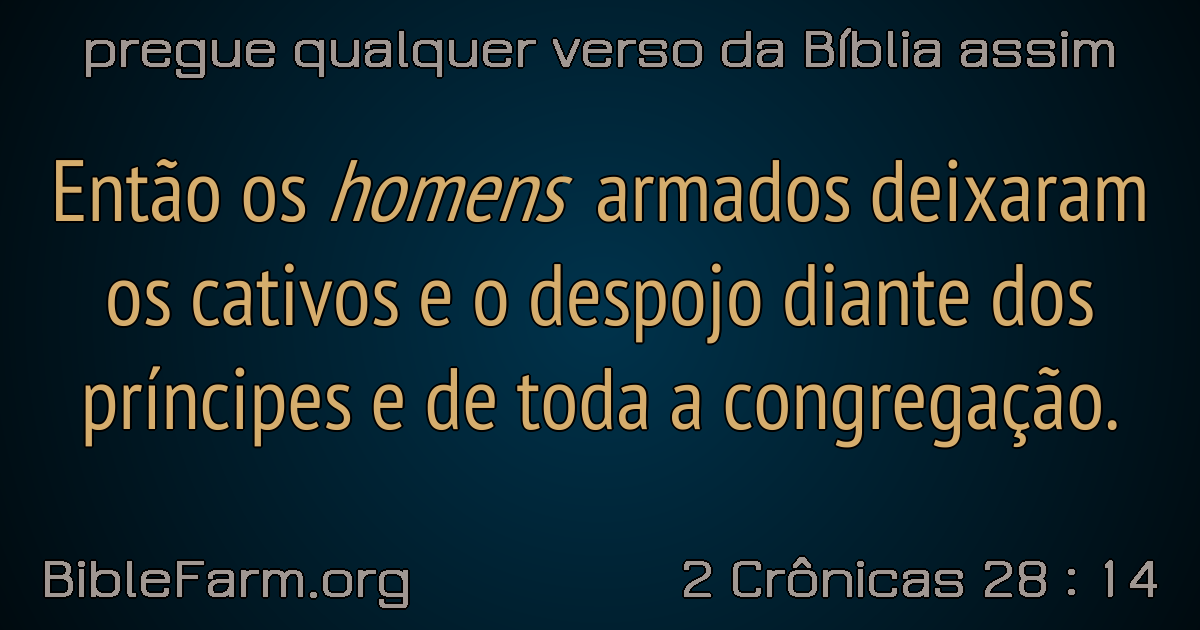 pregue qualquer verso da Bíblia assim
Então os homens armados deixaram
os cativos e o despojo diante dos
príncipes e de toda a congregação.
BibleFarm.org
2 Crônicas 28 : 14